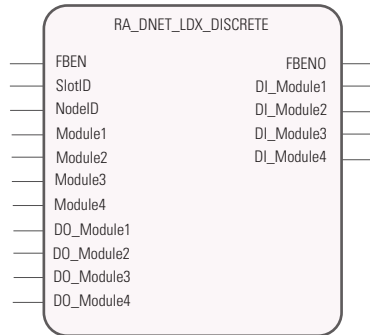 RA_DNET_LDX_DISCRETE
FBEN FBENO
SlotID DI_Module1
NodeID DI_Module2
Module1 DI_Module3
Module2 DI_Module4
Module3
Module4
DO_Module1
DO_Module2
DO_Module3
DO_Module4